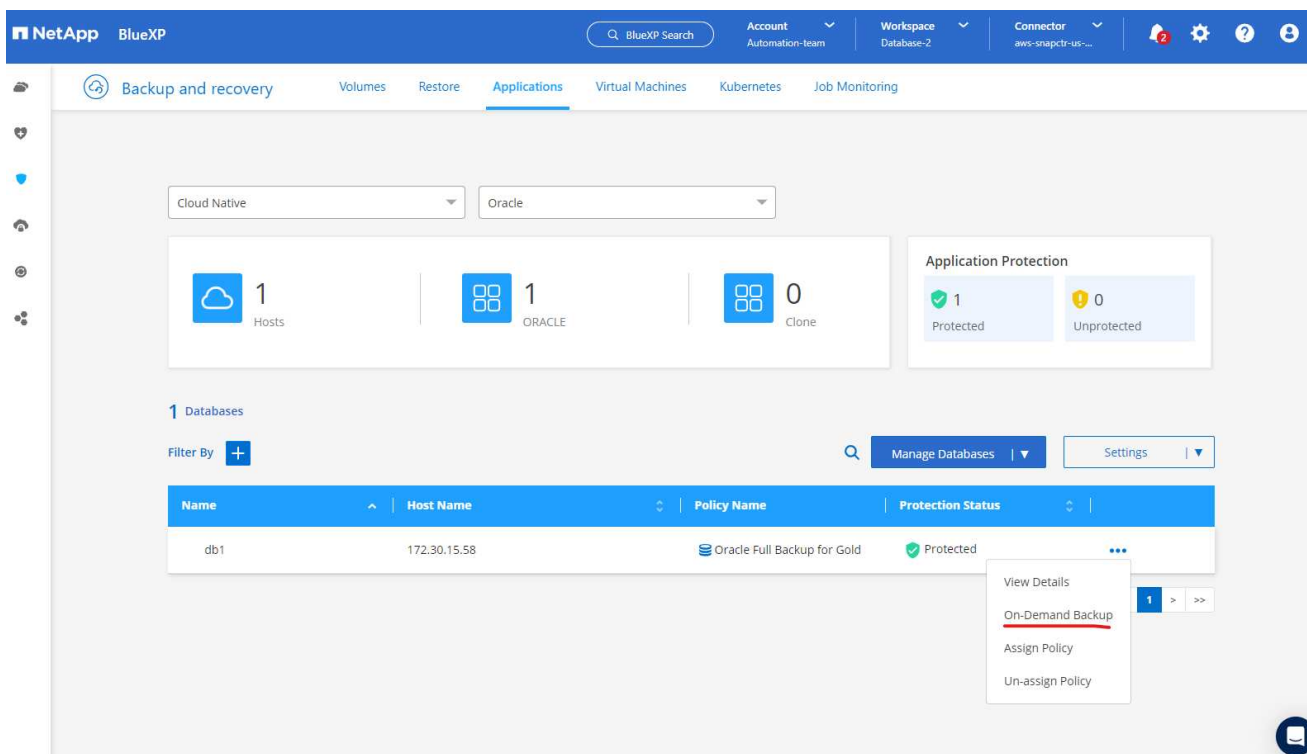 NetApp BlueXP BlueXP Search Account Automation-team Workspace Database-2 Connector aws-snapctr-us-... 2
Backup and recovery Volumes Restore Applications Virtual Machines Kubernetes Job Monitoring
Cloud Native Oracle
Application Protection
1 Hosts 1 ORACLE 0 Clone 1 Protected 0 Unprotected
1 Databases
Filter By Manage Databases Settings
Name Host Name Policy Name Protection Status
db1 172.30.15.58 Oracle Full Backup for Gold Protected
View Details
1 > >>
On-Demand Backup
Assign Policy
Un-assign Policy